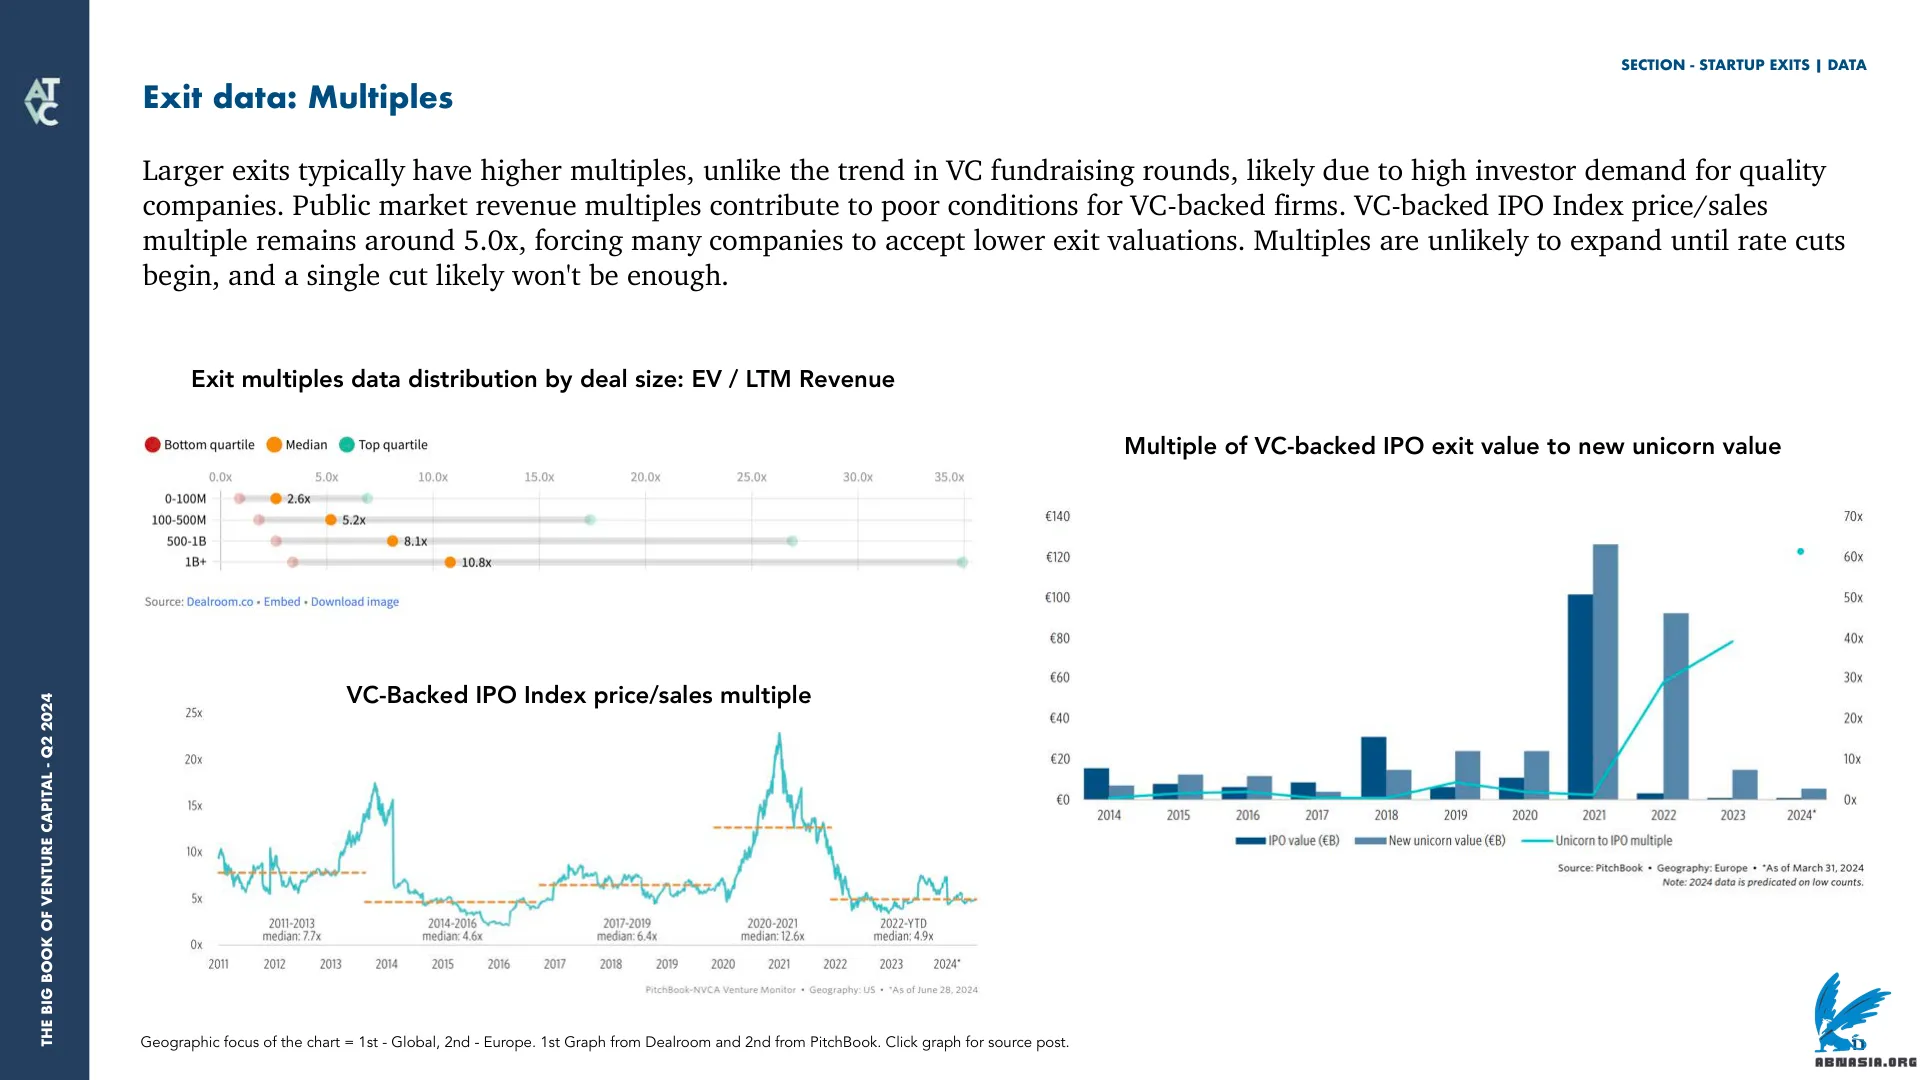 SECTION - STARTUP EXITS | DATA
AT
VC
Exit data: Multiples
Larger exits typically have higher multiples, unlike the trend in VC fundraising rounds, likely due to high investor demand for quality
companies. Public market revenue multiples contribute to poor conditions for VC-backed firms. VC-backed IPO Index price/sales
multiple remains around 5.0x, forcing many companies to accept lower exit valuations. Multiples are unlikely to expand until rate cuts
begin, and a single cut likely won't be enough.
Exit multiples data distribution by deal size: EV / LTM Revenue
Bottom quartile Median Top quartile
0.0x 5.0x 10.0x 15.0x 20.0x 25.0x 30.0x 35.0x
0-100M 2.6x
100-500M 5.2x
500-1B 8.1x
1B+ 10.8x
Source: Dealroom.co • Embed • Download image
VC-Backed IPO Index price/sales multiple
25x
20x
15x
10x
5x
0x
2011-2013 2014-2016 2017-2019 2020-2021 2022-YTD
median: 7.7x median: 4.6x median: 6.4x median: 12.6x median: 4.9x
2011 2012 2013 2014 2015 2016 2017 2018 2019 2020 2021 2022 2023 2024*
PitchBook-NVCA Venture Monitor • Geography: US • *As of June 28, 2024
Multiple of VC-backed IPO exit value to new unicorn value
€140 70x
€120 60x
€100 50x
€80 40x
€60 30x
€40 20x
€20 10x
€0 0x
2014 2015 2016 2017 2018 2019 2020 2021 2022 2023 2024*
IPO value (€B) New unicorn value (€B) Unicorn to IPO multiple
Source: PitchBook • Geography: Europe • *As of March 31, 2024
Note: 2024 data is predicated on low counts.
Geographic focus of the chart = 1st - Global, 2nd - Europe. 1st Graph from Dealroom and 2nd from PitchBook. Click graph for source post.
THE BIG BOOK OF VENTURE CAPITAL - Q2 2024
ABNASIA.ORG